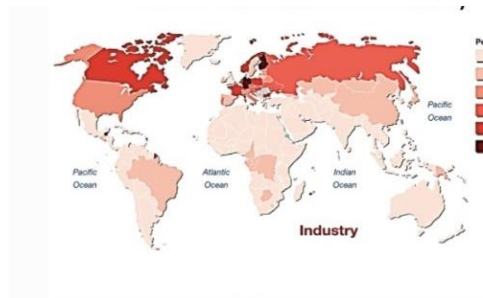 Pacific
Ocean
Pacific
Ocean
Atlantic
Ocean
Indian
Ocean
Industry